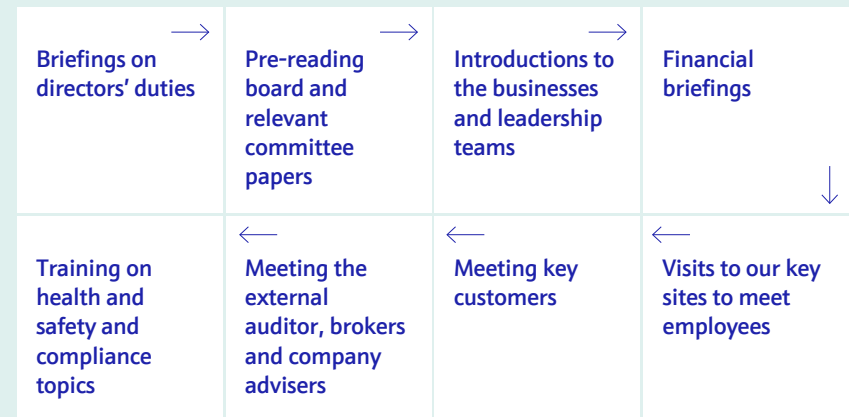 Briefings on
directors’ duties
Pre-reading
board and
relevant
committee
papers
Introductions to
the businesses
and leadership
teams
Financial
briefings
Training on
health and
safety and
compliance
topics
Meeting the
external
auditor, brokers
and company
advisers
Meeting key
customers
Visits to our key
sites to meet
employees